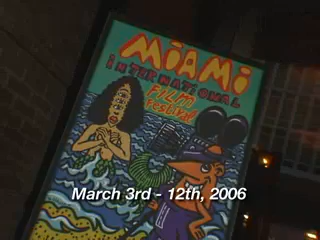 MiAMi
INTERNATIONAL
FiLM
FESTiVAL
March 3rd - 12th, 2006